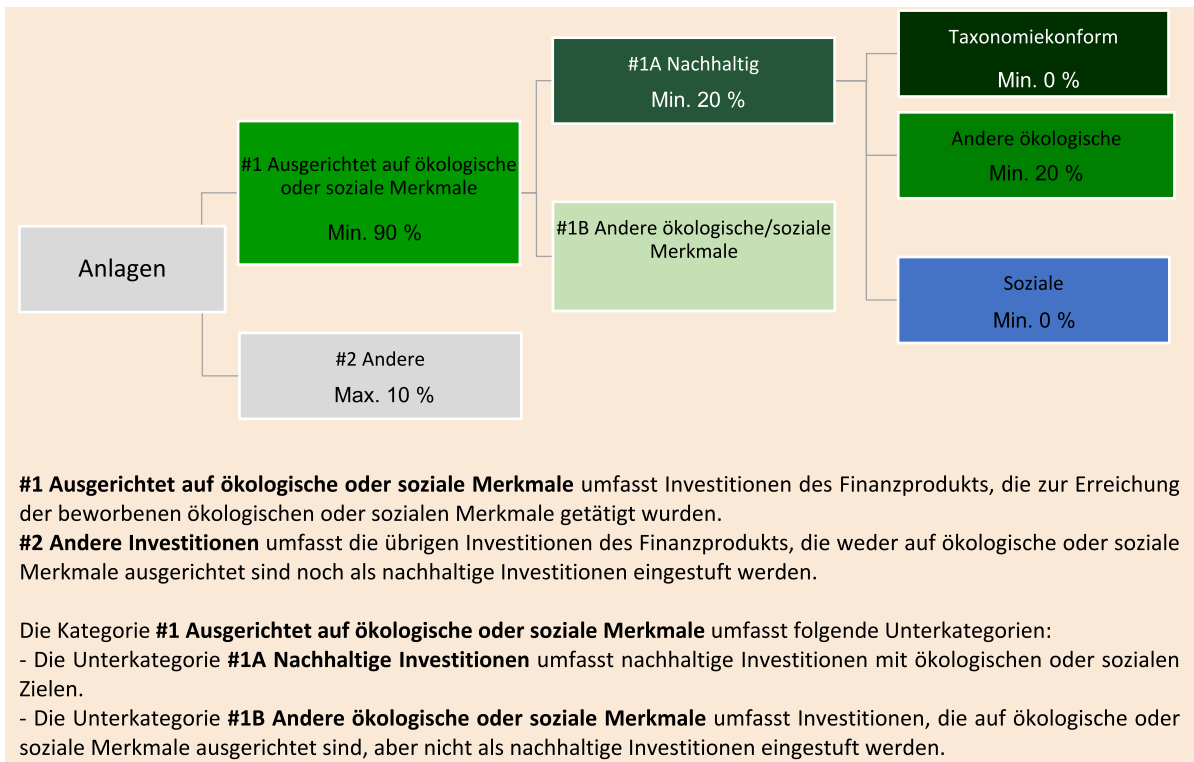 Anlagen
#1 Ausgerichtet auf ökologische
oder soziale Merkmale
Min. 90 %
#2 Andere
Max. 10 %
#1A Nachhaltig
Min. 20 %
#1B Andere ökologische/soziale
Merkmale
Taxonomiekonform
Min. 0 %
Andere ökologische
Min. 20 %
Soziale
Min. 0 %
#1 Ausgerichtet auf ökologische oder soziale Merkmale umfasst Investitionen des Finanzprodukts, die zur Erreichung
der beworbenen ökologischen oder sozialen Merkmale getätigt wurden.
#2 Andere Investitionen umfasst die übrigen Investitionen des Finanzprodukts, die weder auf ökologische oder soziale
Merkmale ausgerichtet sind noch als nachhaltige Investitionen eingestuft werden.
Die Kategorie #1 Ausgerichtet auf ökologische oder soziale Merkmale umfasst folgende Unterkategorien:
- Die Unterkategorie #1A Nachhaltige Investitionen umfasst nachhaltige Investitionen mit ökologischen oder sozialen
Zielen.
- Die Unterkategorie #1B Andere ökologische oder soziale Merkmale umfasst Investitionen, die auf ökologische oder
soziale Merkmale ausgerichtet sind, aber nicht als nachhaltige Investitionen eingestuft werden.